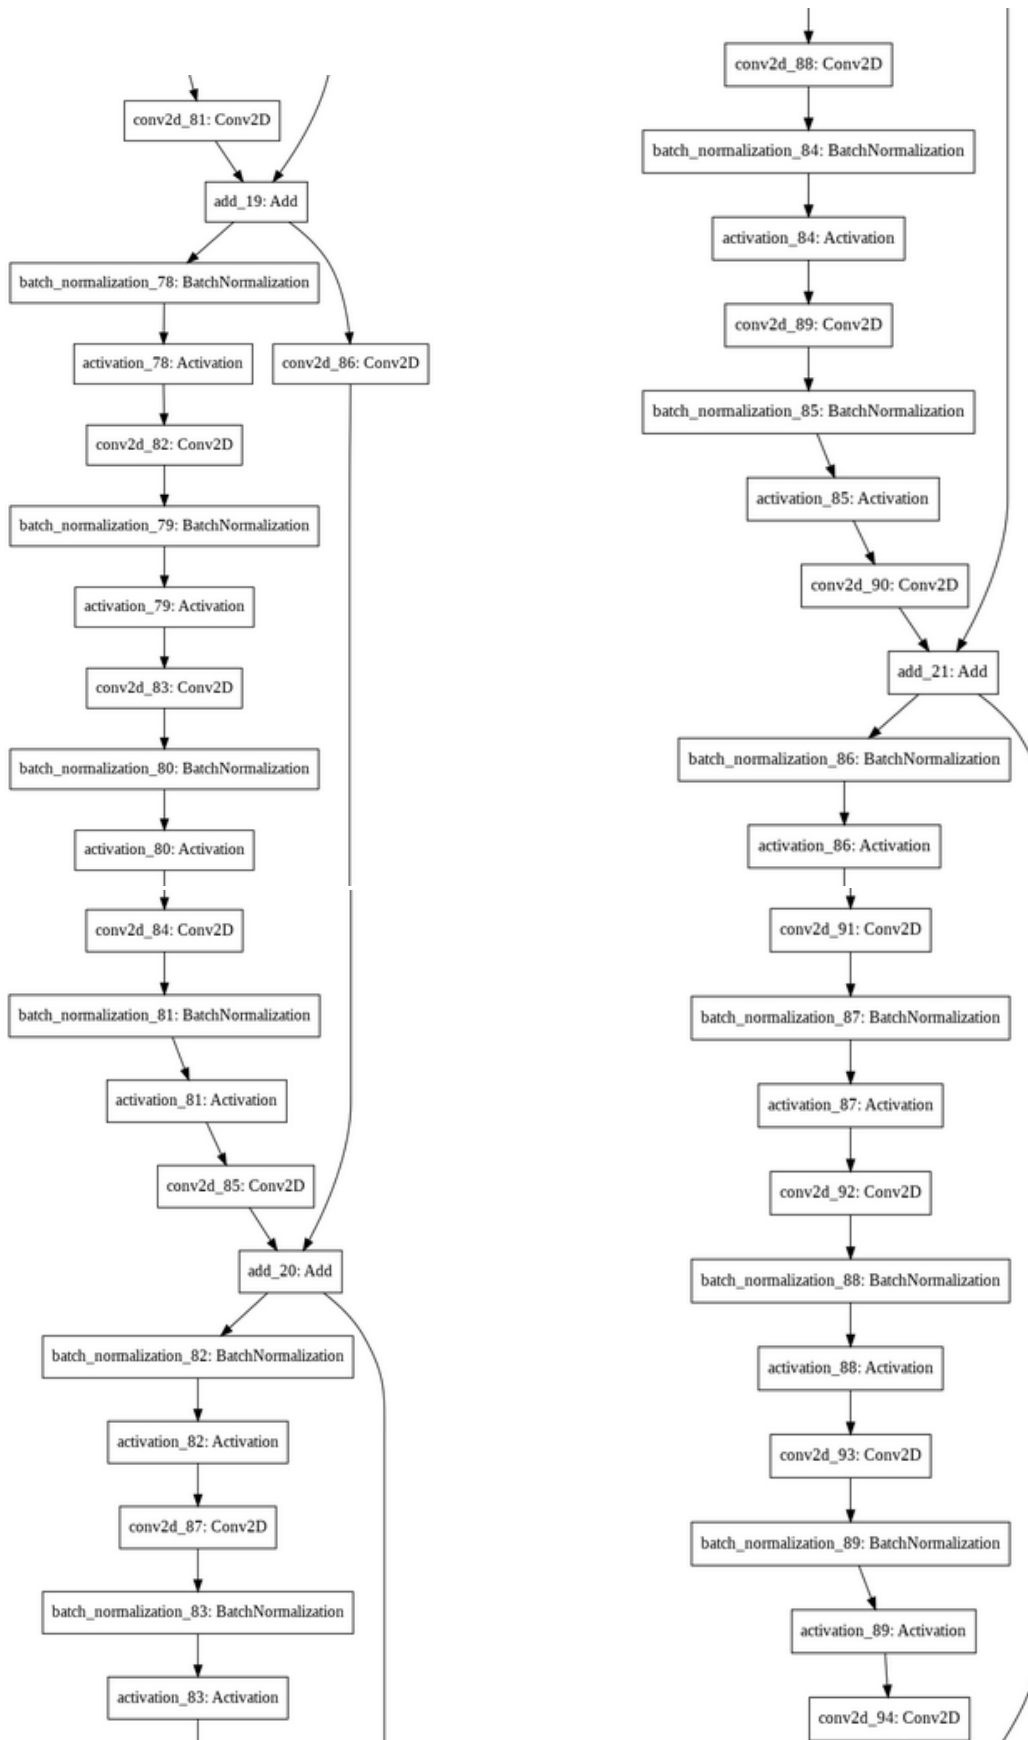 conv2d_81: Conv2D
add_19: Add
batch_normalization_78: BatchNormalization
activation_78: Activation
conv2d_86: Conv2D
conv2d_82: Conv2D
batch_normalization_79: BatchNormalization
activation_79: Activation
conv2d_83: Conv2D
batch_normalization_80: BatchNormalization
activation_80: Activation
conv2d_84: Conv2D
batch_normalization_81: BatchNormalization
activation_81: Activation
conv2d_85: Conv2D
add_20: Add
batch_normalization_82: BatchNormalization
activation_82: Activation
conv2d_87: Conv2D
batch_normalization_83: BatchNormalization
activation_83: Activation
conv2d_88: Conv2D
batch_normalization_84: BatchNormalization
activation_84: Activation
conv2d_89: Conv2D
batch_normalization_85: BatchNormalization
activation_85: Activation
conv2d_90: Conv2D
add_21: Add
batch_normalization_86: BatchNormalization
activation_86: Activation
conv2d_91: Conv2D
batch_normalization_87: BatchNormalization
activation_87: Activation
conv2d_92: Conv2D
batch_normalization_88: BatchNormalization
activation_88: Activation
conv2d_93: Conv2D
batch_normalization_89: BatchNormalization
activation_89: Activation
conv2d_94: Conv2D